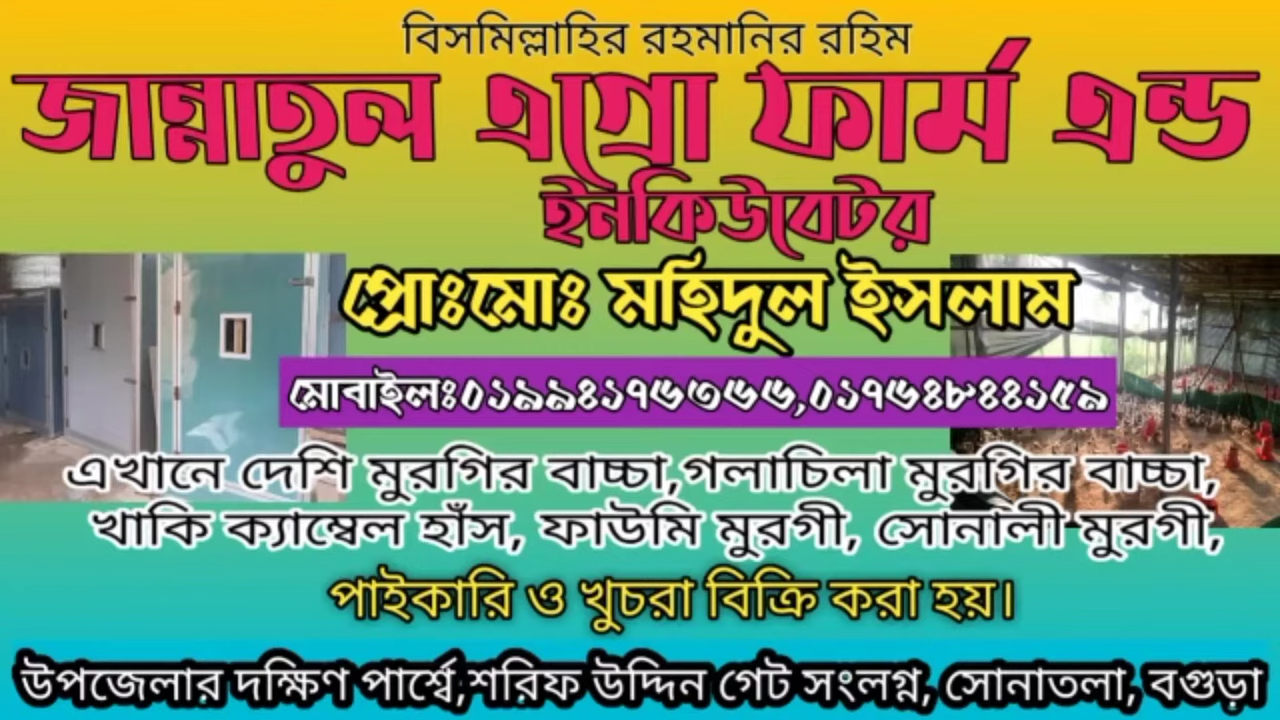 বিসমিল্লাহির রহমানির রহিম
জান্নাতুল এগ্রো ফার্ম এন্ড
ইনকিউবেটর
প্রোঃমোঃ মহিদুল ইসলাম
মোবাইলঃ০১৯৯৪১৭৬৩৬৬,০১৭৬৪৮৪৪১৫৯
এখানে দেশি মুরগির বাচ্চা,গলাচিলা মুরগির বাচ্চা,
খাকি ক্যাম্বেল হাঁস, ফাউমি মুরগী, সোনালী মুরগী,
পাইকারি ও খুচরা বিক্রি করা হয়।
উপজেলার দক্ষিণ পার্শ্বে,শরিফ উদ্দিন গেট সংলগ্ন, সোনাতলা, বগুড়া